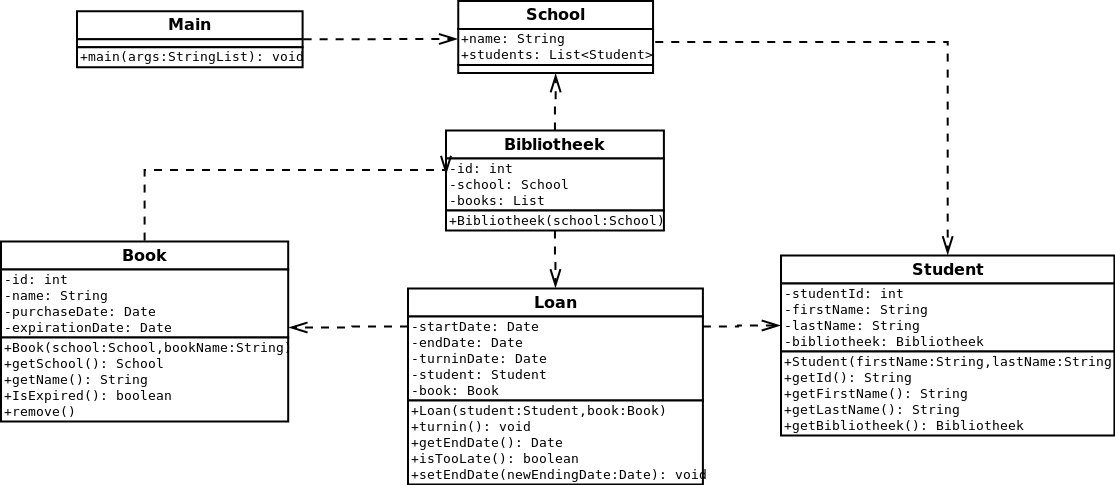 Main
+main(args:StringList): void
School
+name: String
+students: List<Student>
Bibliotheek
-id: int
-school: School
-books: List
+Bibliotheek(school:School)
Book
-id: int
-name: String
-purchaseDate: Date
-expirationDate: Date
+Book(school:School,bookName:String)
+getSchool(): School
+getName(): String
+IsExpired(): boolean
+remove()
Loan
-startDate: Date
-endDate: Date
-turninDate: Date
-student: Student
-book: Book
+Loan(student:Student,book:Book)
+turnin(): void
+getEndDate(): Date
+isTooLate(): boolean
+setEndDate(newEndingDate:Date): void
Student
-studentId: int
-firstName: String
-lastName: String
-bibliotheek: Bibliotheek
+Student(firstName:String,lastName:String
+getId(): String
+getFirstName(): String
+getLastName(): String
+getBibliotheek(): Bibliotheek